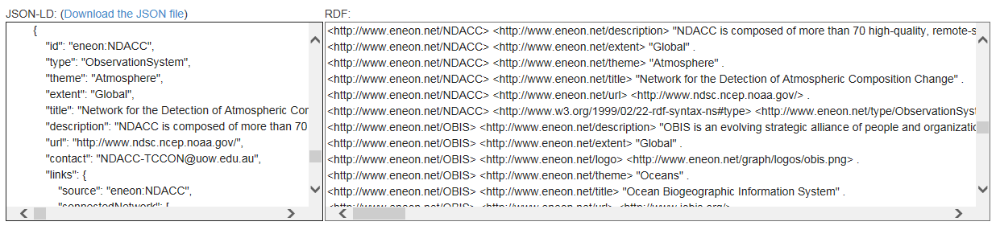 JSON-LD: (Download the JSON file)
{
"id": "eneon:NDACC",
"type": "ObservationSystem",
"theme": "Atmosphere",
"extent": "Global",
"title": "Network for the Detection of Atmospheric Cor
"description": "NDACC is composed of more than 70
"url": "http://www.ndsc.ncep.noaa.gov/",
"contact": "NDACC-TCCON@uow.edu.au",
"links": {
"source": "eneon:NDACC",
"connectedNetwork": [
RDF:
<http://www.eneon.net/NDACC> <http://www.eneon.net/description> "NDACC is composed of more than 70 high-quality, remote-s
<http://www.eneon.net/NDACC> <http://www.eneon.net/extent> "Global" .
<http://www.eneon.net/NDACC> <http://www.eneon.net/theme> "Atmosphere" .
<http://www.eneon.net/NDACC> <http://www.eneon.net/title> "Network for the Detection of Atmospheric Composition Change" .
<http://www.eneon.net/NDACC> <http://www.eneon.net/url> <http://www.ndsc.ncep.noaa.gov/> .
<http://www.eneon.net/NDACC> <http://www.w3.org/1999/02/22-rdf-syntax-ns#type> <http://www.eneon.net/type/ObservationSyst
<http://www.eneon.net/OBIS> <http://www.eneon.net/description> "OBIS is an evolving strategic alliance of people and organizatic
<http://www.eneon.net/OBIS> <http://www.eneon.net/extent> "Global" .
<http://www.eneon.net/OBIS> <http://www.eneon.net/logo> <http://www.eneon.net/graph/logos/obis.png> .
<http://www.eneon.net/OBIS> <http://www.eneon.net/theme> "Oceans" .
<http://www.eneon.net/OBIS> <http://www.eneon.net/title> "Ocean Biogeographic Information System" .
<http://www.eneon.net/OBIS> <http://www.eneon.net/url> <http://www.iobis.org/>